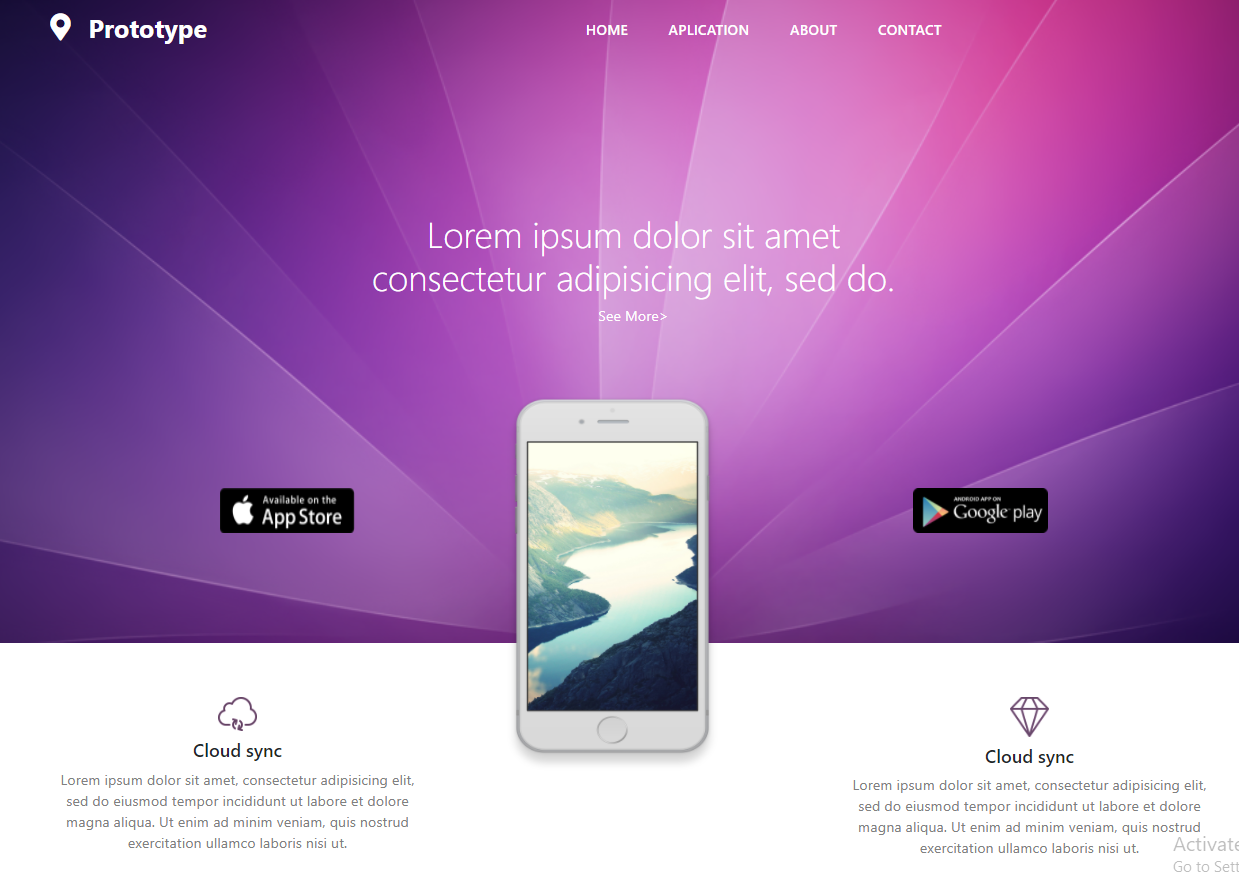 Prototype
HOME APLICATION ABOUT CONTACT
Lorem ipsum dolor sit amet
consectetur adipisicing elit, sed do.
See More>
Available on the
App Store
ANDROID APP ON
Google play
Cloud sync
Lorem ipsum dolor sit amet, consectetur adipisicing elit,
sed do eiusmod tempor incididunt ut labore et dolore
magna aliqua. Ut enim ad minim veniam, quis nostrud
exercitation ullamco laboris nisi ut.
Cloud sync
Lorem ipsum dolor sit amet, consectetur adipisicing elit,
sed do eiusmod tempor incididunt ut labore et dolore
magna aliqua. Ut enim ad minim veniam, quis nostrud
exercitation ullamco laboris nisi ut.
Activate
Go to Sett